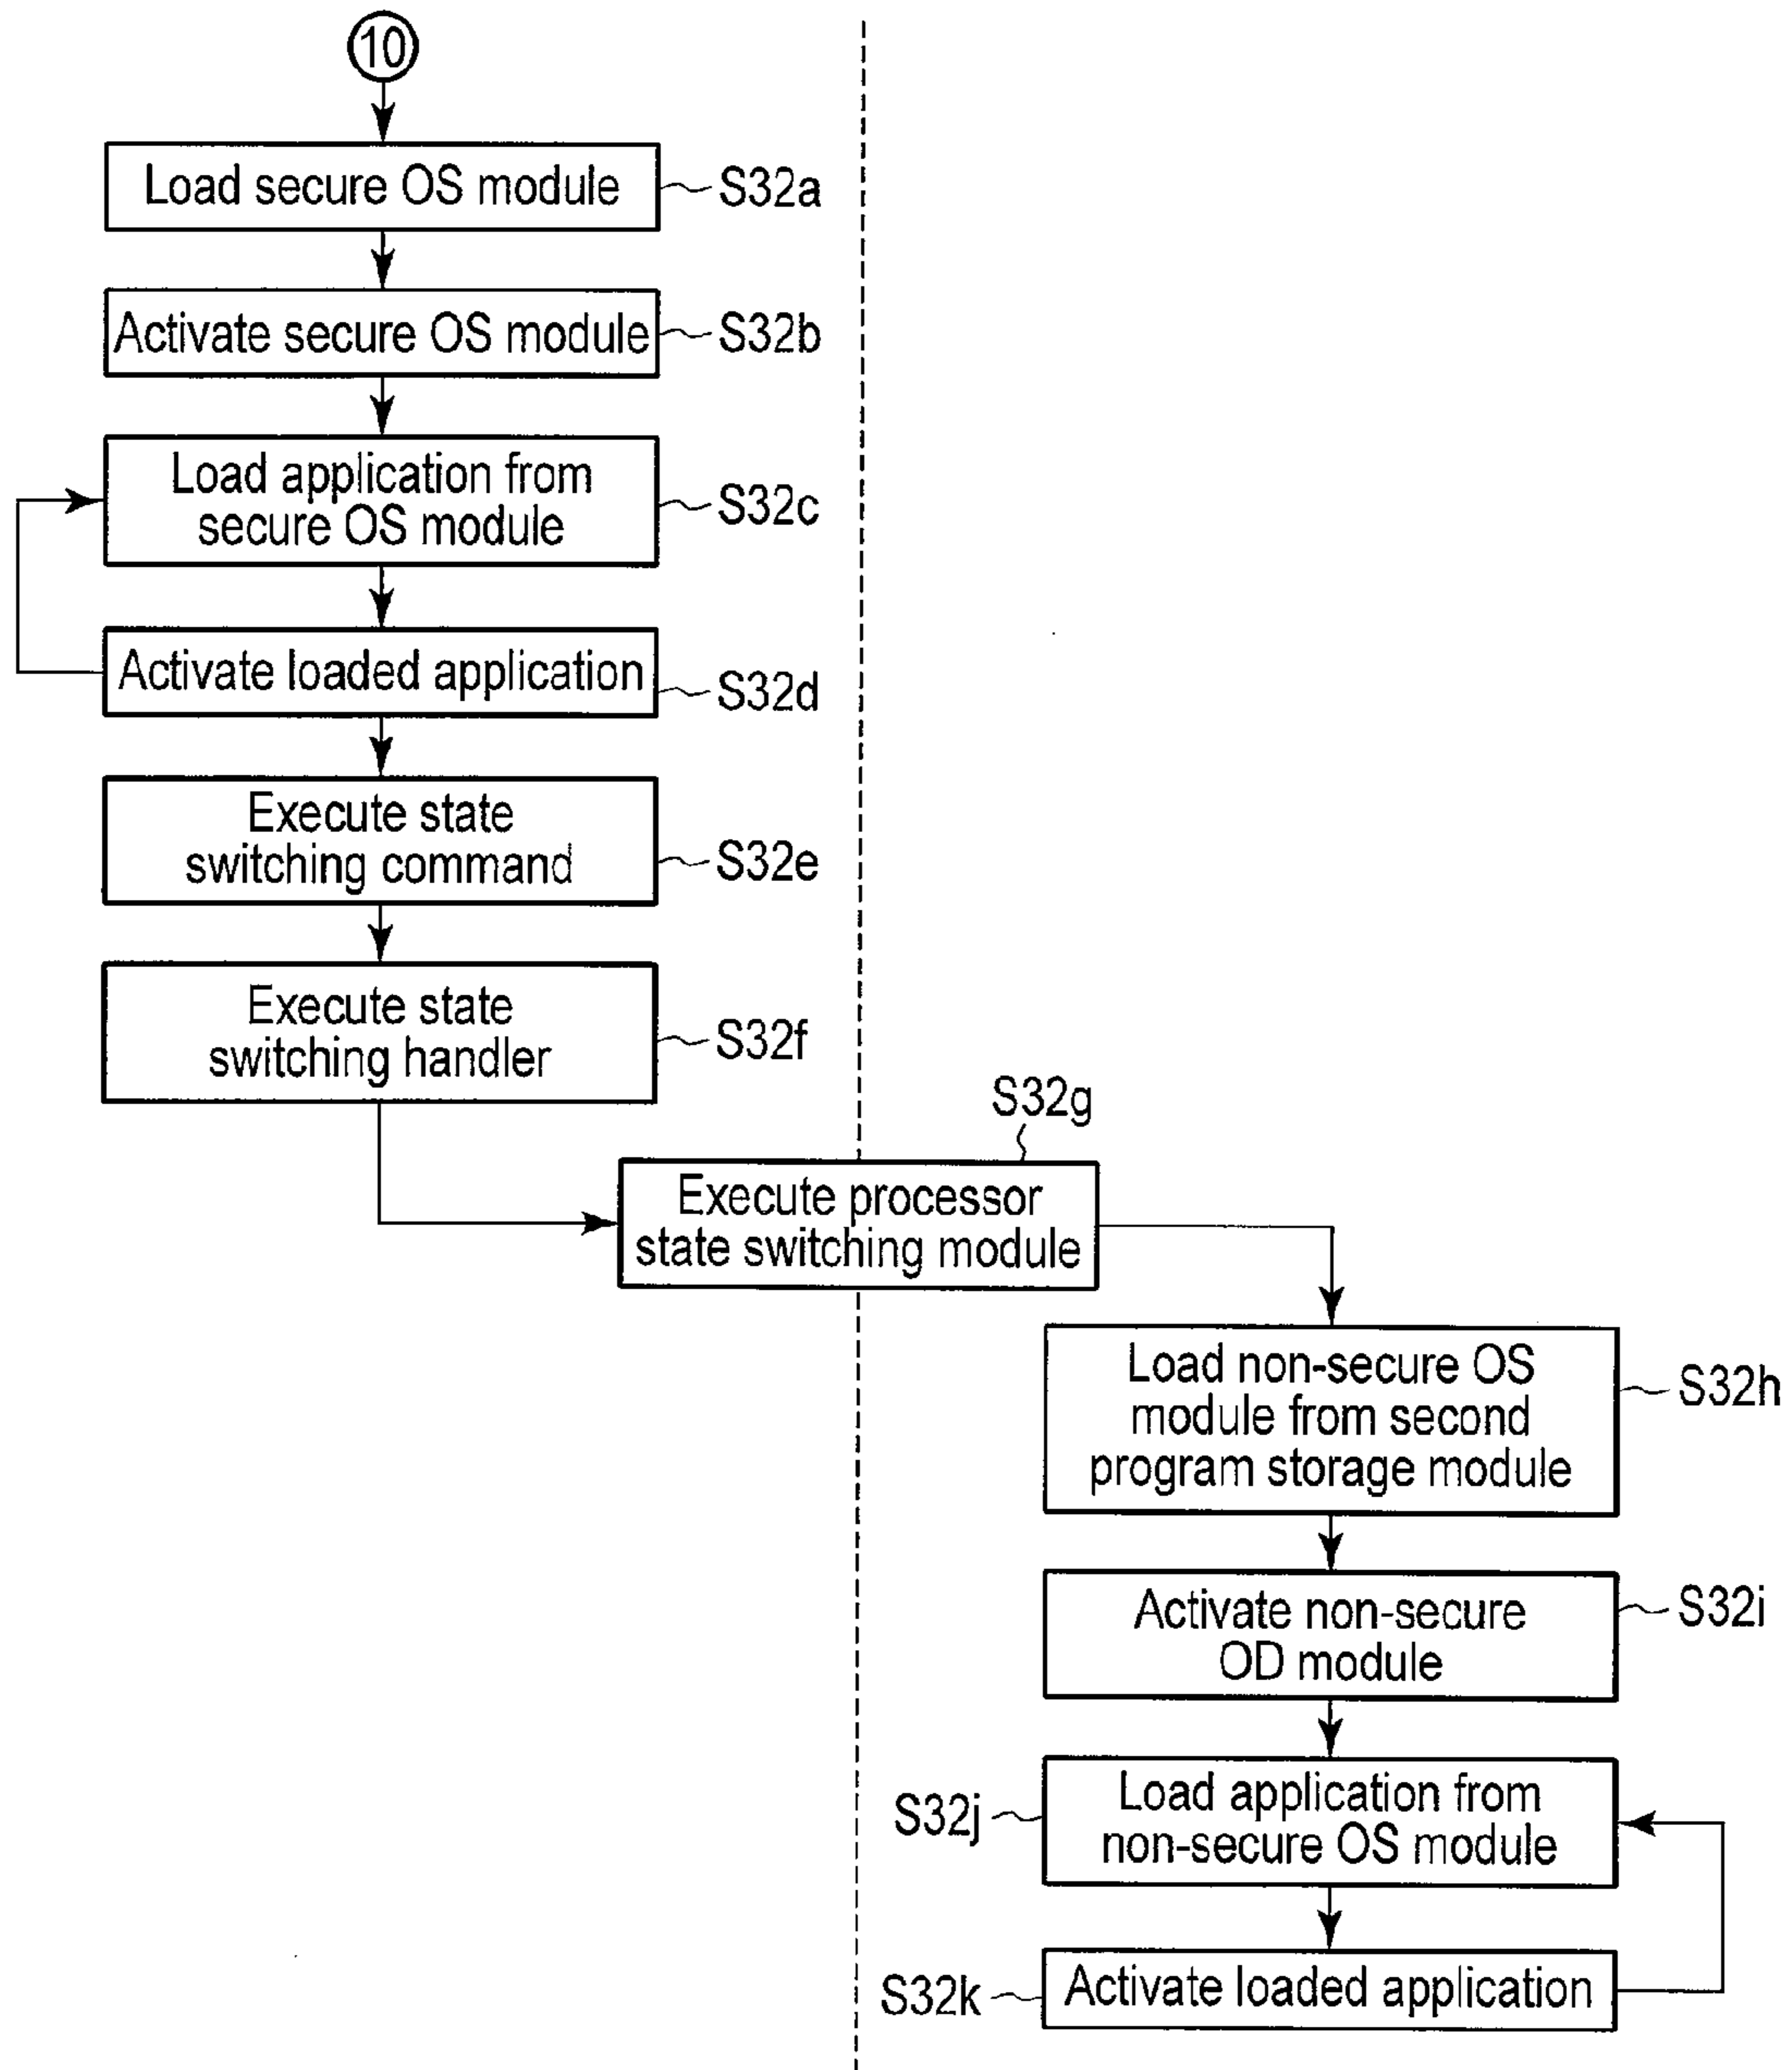 10
Load secure OS module
S32a
Activate secure OS module
S32b
Load application from
secure OS module
S32c
Activate loaded application
S32d
Execute state
switching command
S32e
Execute state
switching handler
S32f
S32g
Execute processor
state switching module
Load non-secure OS
module from second
program storage module
S32h
Activate non-secure
OD module
S32i
Load application from
non-secure OS module
S32j
Activate loaded application
S32k